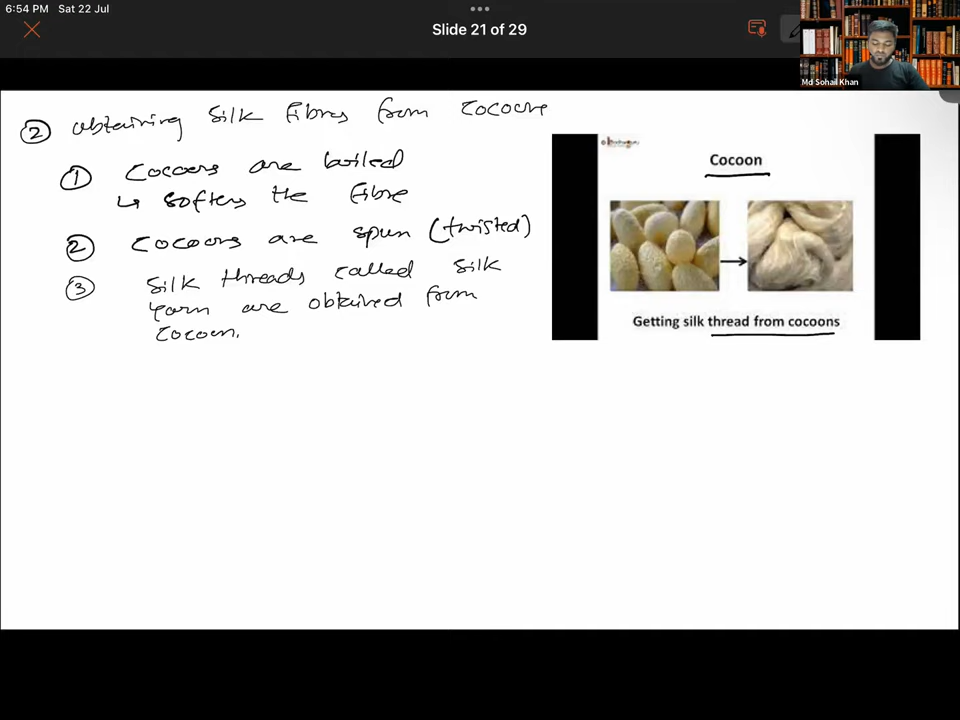 6:54 PM Sat 22 Jul
Slide 21 of 29
Md Sohail Khan
② obtaining silk fibres from cocoons
① Cocoons are boiled
↳ softens the fibre
② Cocoons are spun (twisted)
③ silk threads called silk
yarn are obtained from
cocoon.
Cocoon
Getting silk thread from cocoons